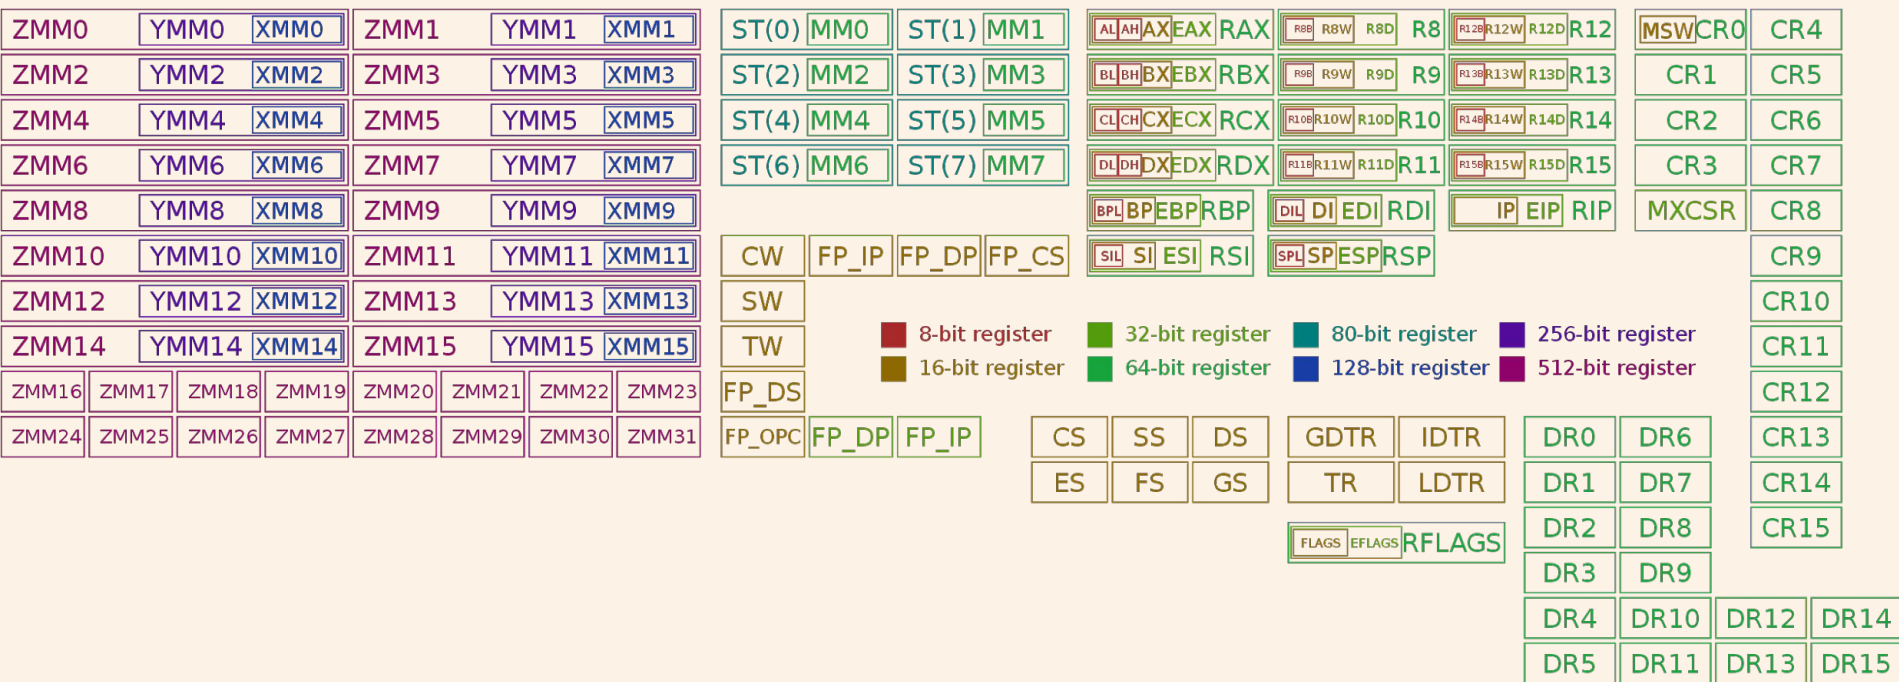 ZMM0 YMM0 XMM0 ZMM1 YMM1 XMM1 ST(0) MM0 ST(1) MM1 AL AH AX EAX RAX R8B R8W R8D R8 R12B R12W R12D R12 MSW CR0 CR4
ZMM2 YMM2 XMM2 ZMM3 YMM3 XMM3 ST(2) MM2 ST(3) MM3 BL BH BX EBX RBX R9B R9W R9D R9 R13B R13W R13D R13 CR1 CR5
ZMM4 YMM4 XMM4 ZMM5 YMM5 XMM5 ST(4) MM4 ST(5) MM5 CL CH CX ECX RCX R10B R10W R10D R10 R14B R14W R14D R14 CR2 CR6
ZMM6 YMM6 XMM6 ZMM7 YMM7 XMM7 ST(6) MM6 ST(7) MM7 DL DH DX EDX RDX R11B R11W R11D R11 R15B R15W R15D R15 CR3 CR7
ZMM8 YMM8 XMM8 ZMM9 YMM9 XMM9 BPL BP EBP RBP DIL DI EDI RDI IP EIP RIP MXCSR CR8
ZMM10 YMM10 XMM10 ZMM11 YMM11 XMM11 CW FP_IP FP_DP FP_CS SIL SI ESI RSI SPL SP ESP RSP CR9
ZMM12 YMM12 XMM12 ZMM13 YMM13 XMM13 SW CR10
ZMM14 YMM14 XMM14 ZMM15 YMM15 XMM15 TW 8-bit register 32-bit register 80-bit register 256-bit register CR11
ZMM16 ZMM17 ZMM18 ZMM19 ZMM20 ZMM21 ZMM22 ZMM23 FP_DS 16-bit register 64-bit register 128-bit register 512-bit register CR12
ZMM24 ZMM25 ZMM26 ZMM27 ZMM28 ZMM29 ZMM30 ZMM31 FP_OPC FP_DP FP_IP CS SS DS GDTR IDTR DR0 DR6 CR13
ES FS GS TR LDTR DR1 DR7 CR14
FLAGS EFLAGS RFLAGS DR2 DR8 CR15
DR3 DR9
DR4 DR10 DR12 DR14
DR5 DR11 DR13 DR15